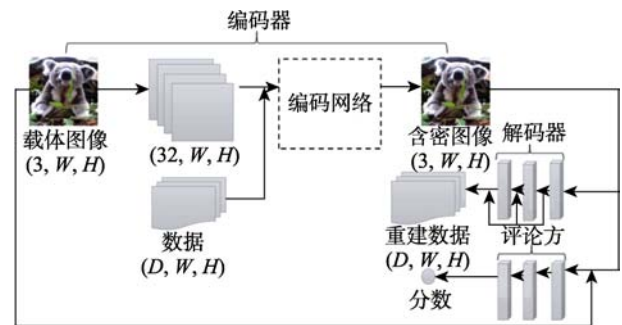 编码器
载体图像
(3, W, H)
(32, W, H)
数据
(D, W, H)
编码网络
含密图像
(3, W, H)
解码器
重建数据
(D, W, H)
评论方
分数